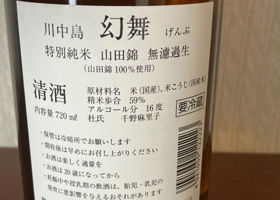 川中島 幻舞 げんぶ
特別純米 山田錦 無濾過生
(山田錦100%使用)
清酒
原材料名 米(国産)、米こうじ(国産米)
精米歩合 59%
内容量720ml アルコール分 16度
杜氏 千野麻里子
要冷蔵
・保管は冷暗所でお願いします
・開栓後は早めにお召し上がりください
・お酒は楽しく適量を
・お酒は20歳になってから
・妊娠中や授乳期の飲酒は、胎児・乳児の
発育に悪影響を与えるおそれがあります